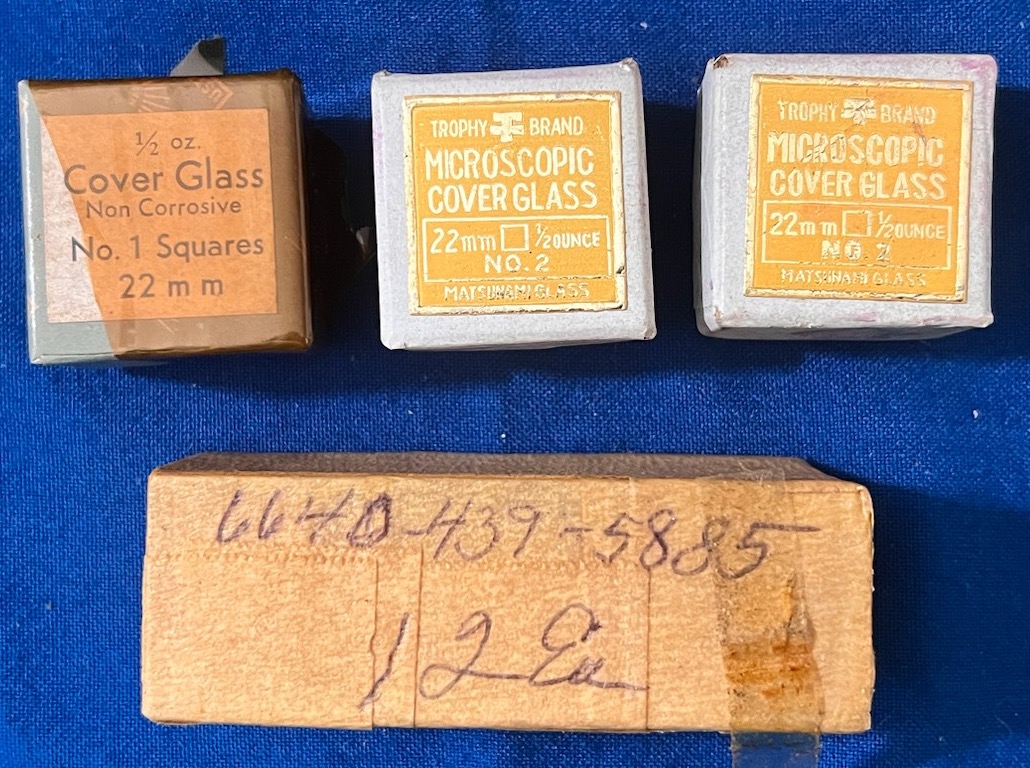 ½ oz.
Cover Glass
Non Corrosive
No. 1 Squares
22 mm
TROPHY BRAND
MICROSCOPIC
COVER GLASS
22mm □ ½OUNCE
NO. 2
MATSUNAMI GLASS
TROPHY BRAND
MICROSCOPIC
COVER GLASS
22mm □ ½OUNCE
NO. 2
MATSUNAMI GLASS
6640-439-5885
12 Ea